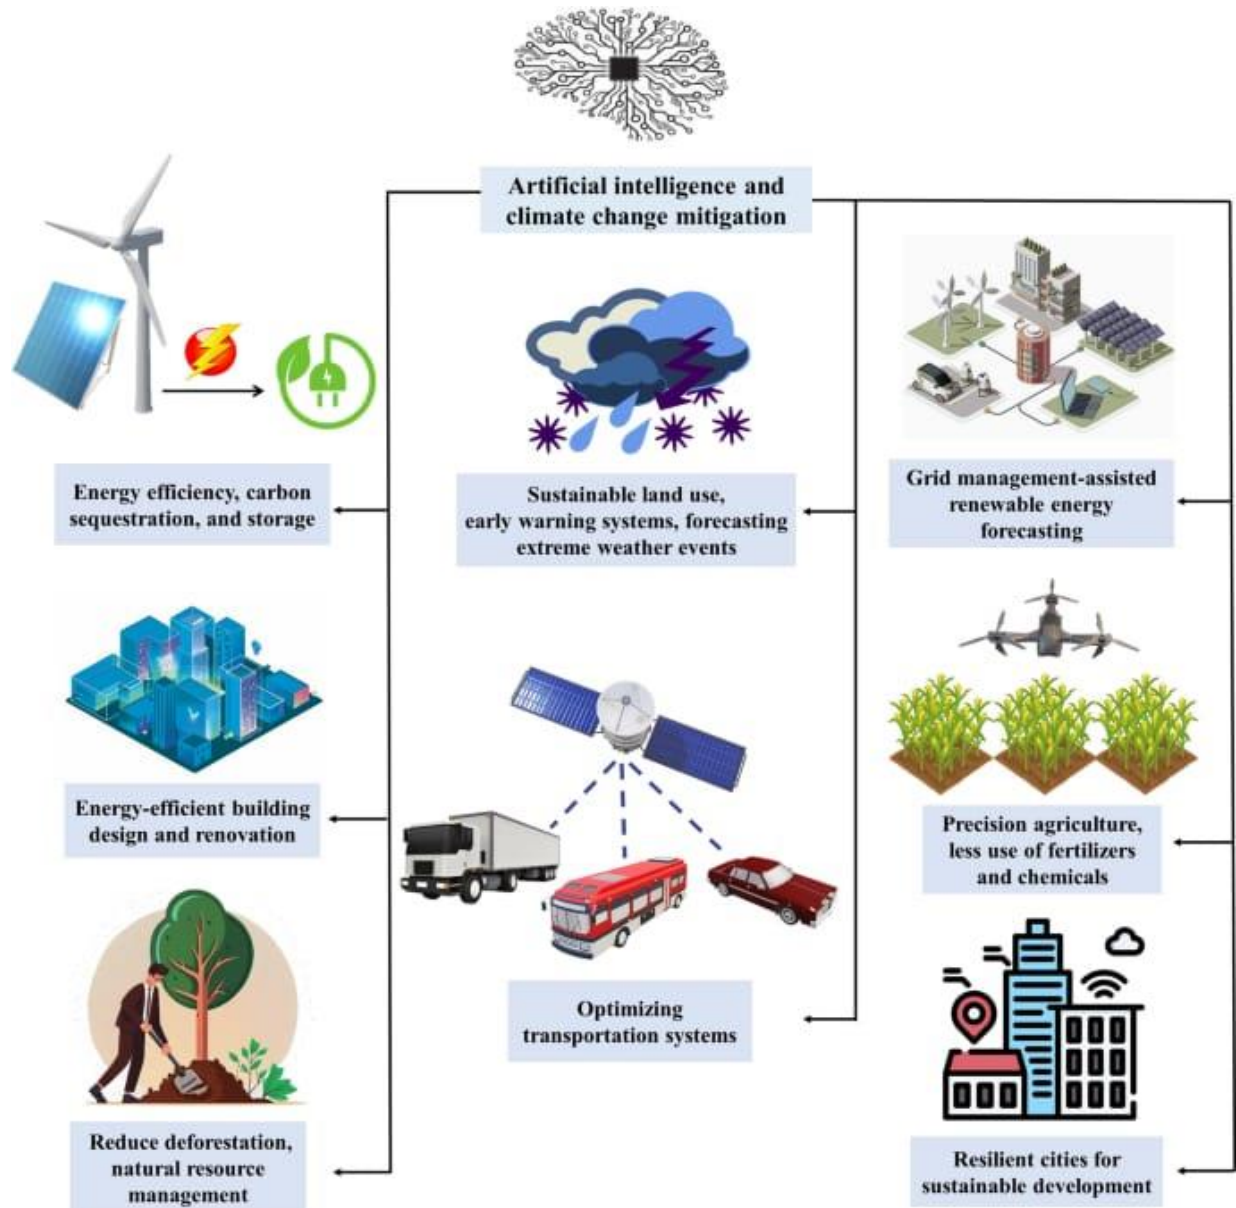 Artificial intelligence and
climate change mitigation
Energy efficiency, carbon
sequestration, and storage
Sustainable land use,
early warning systems, forecasting
extreme weather events
Grid management-assisted
renewable energy
forecasting
Energy-efficient building
design and renovation
Optimizing
transportation systems
Precision agriculture,
less use of fertilizers
and chemicals
Reduce deforestation,
natural resource
management
Resilient cities for
sustainable development